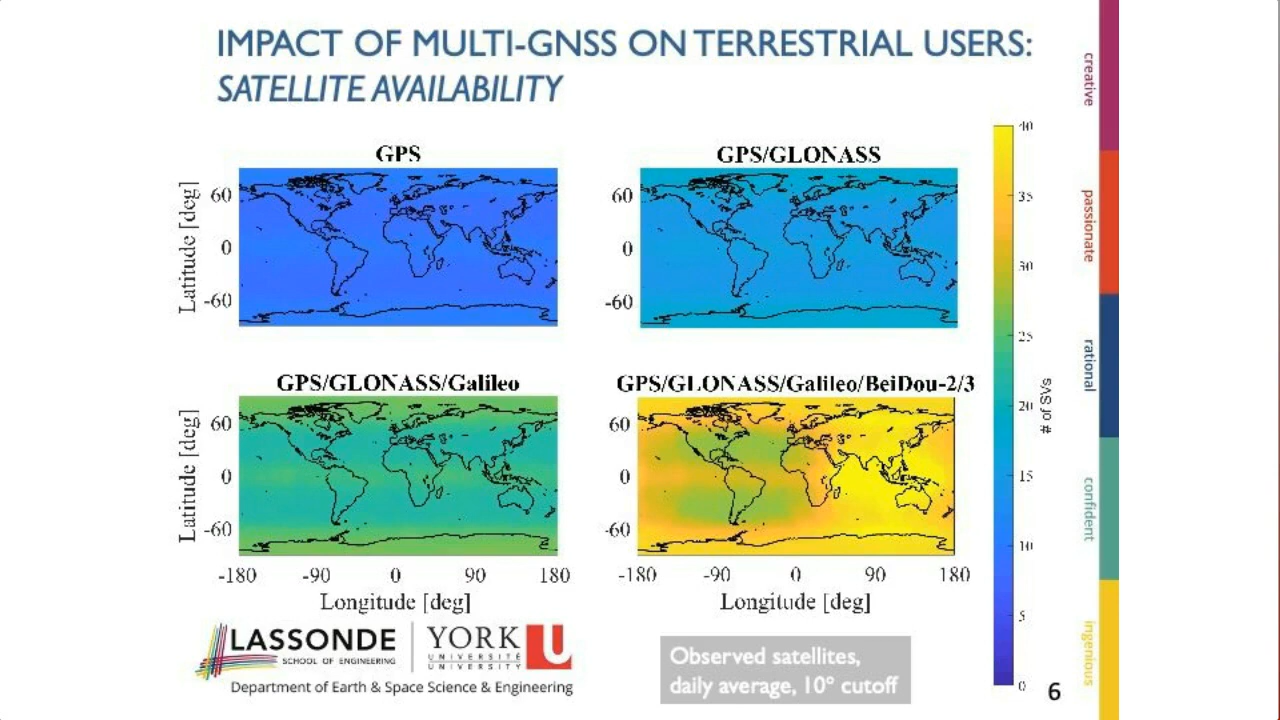 IMPACT OF MULTI-GNSS ON TERRESTRIAL USERS:
SATELLITE AVAILABILITY
GPS
GPS/GLONASS
Latitude [deg]
60
0
-60
60
0
-60
GPS/GLONASS/Galileo
GPS/GLONASS/Galileo/BeiDou-2/3
Latitude [deg]
60
0
-60
60
0
-60
-180 -90 0 90 180
-180 -90 0 90 180
Longitude [deg]
Longitude [deg]
40
35
30
25
20
15
10
5
0
# of SVs
LASSONDE
SCHOOL OF ENGINEERING
YORK U
UNIVERSITÉ
UNIVERSITY
Department of Earth & Space Science & Engineering
Observed satellites,
daily average, 10° cutoff
6
creative
passionate
rational
confident
ingenious